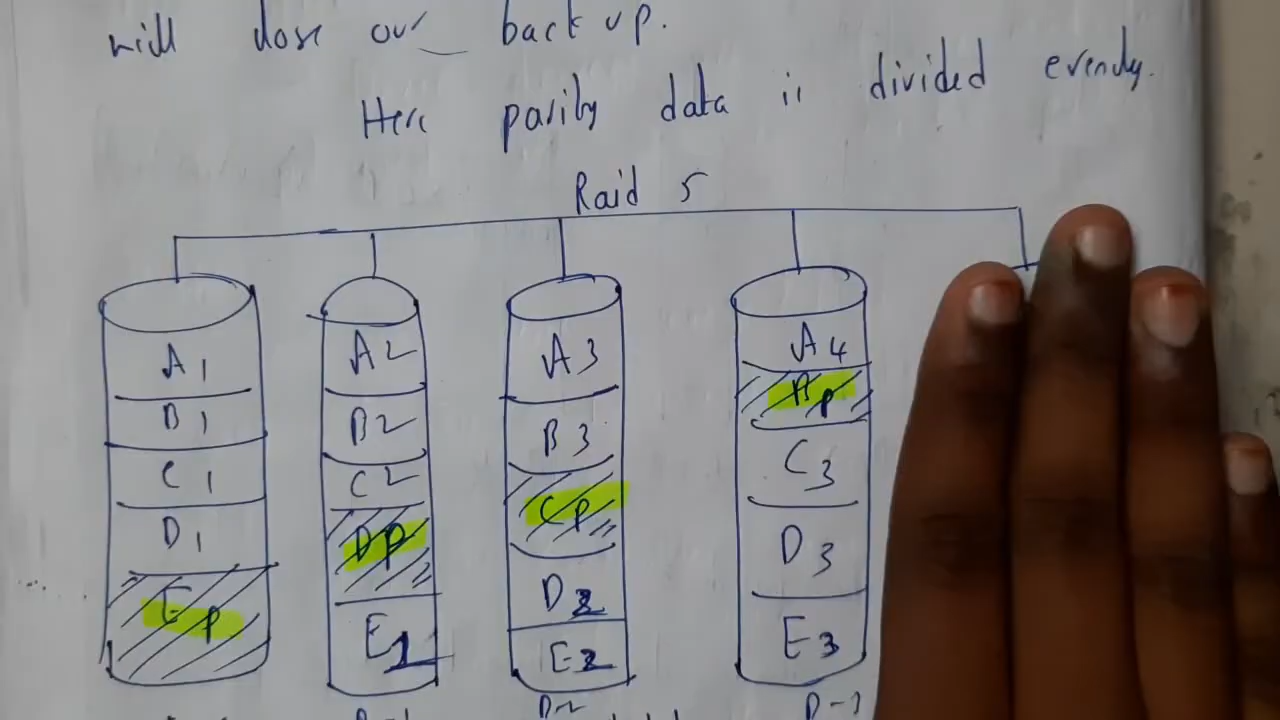 will lose our back up.
Here parity data is divided evenly.
Raid 5
A1 A2 A3 A4
B1 B2 B3 Bp
C1 C2 Cp C3
D1 Dp D2 D3
Ep E1 E2 E3